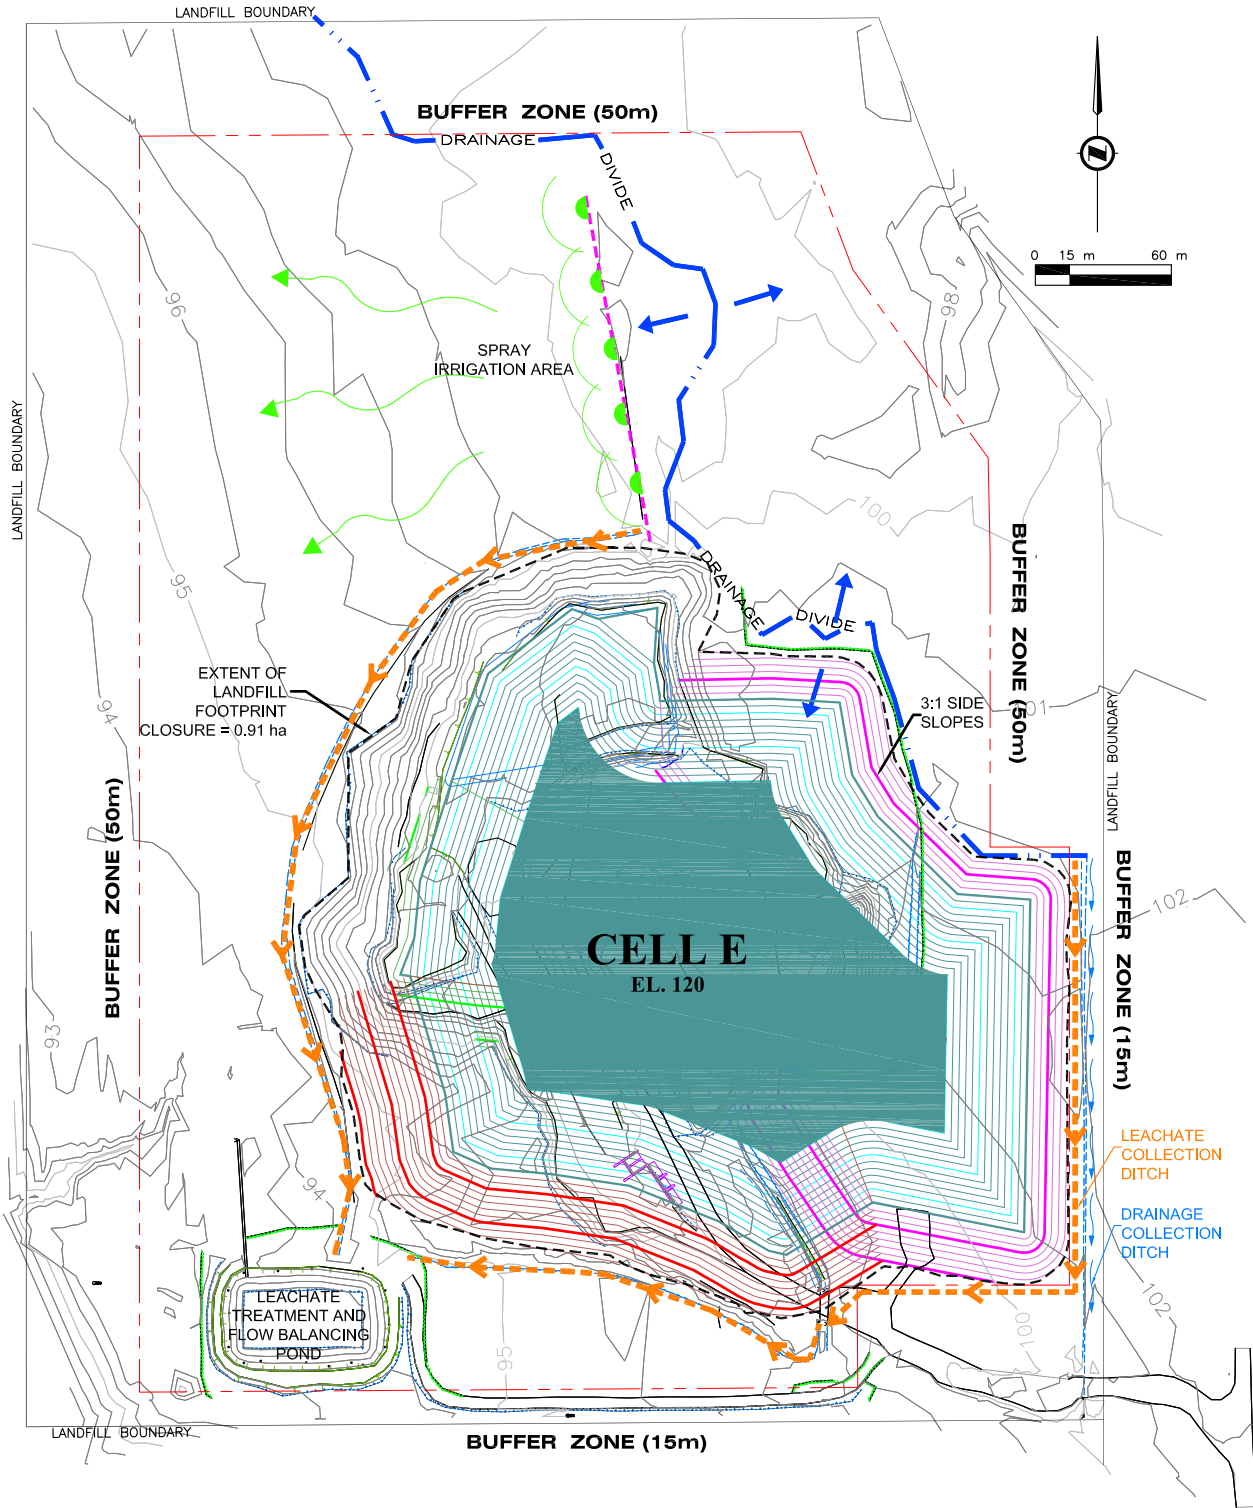 LANDFILL BOUNDARY
BUFFER ZONE (50m)
DRAINAGE
DIVIDE
0 15 m 60 m
96
98
SPRAY
IRRIGATION AREA
LANDFILL BOUNDARY
100
95
BUFFER ZONE (50m)
DRAINAGE
DIVIDE
EXTENT OF
LANDFILL
FOOTPRINT
CLOSURE = 0.91 ha
3:1 SIDE
SLOPES
101
94
LANDFILL BOUNDARY
BUFFER ZONE (50m)
BUFFER ZONE (15m)
102
CELL E
EL. 120
93
LEACHATE
COLLECTION
DITCH
94
DRAINAGE
COLLECTION
DITCH
LEACHATE
TREATMENT AND
FLOW BALANCING
POND
95
100
102
LANDFILL BOUNDARY
BUFFER ZONE (15m)